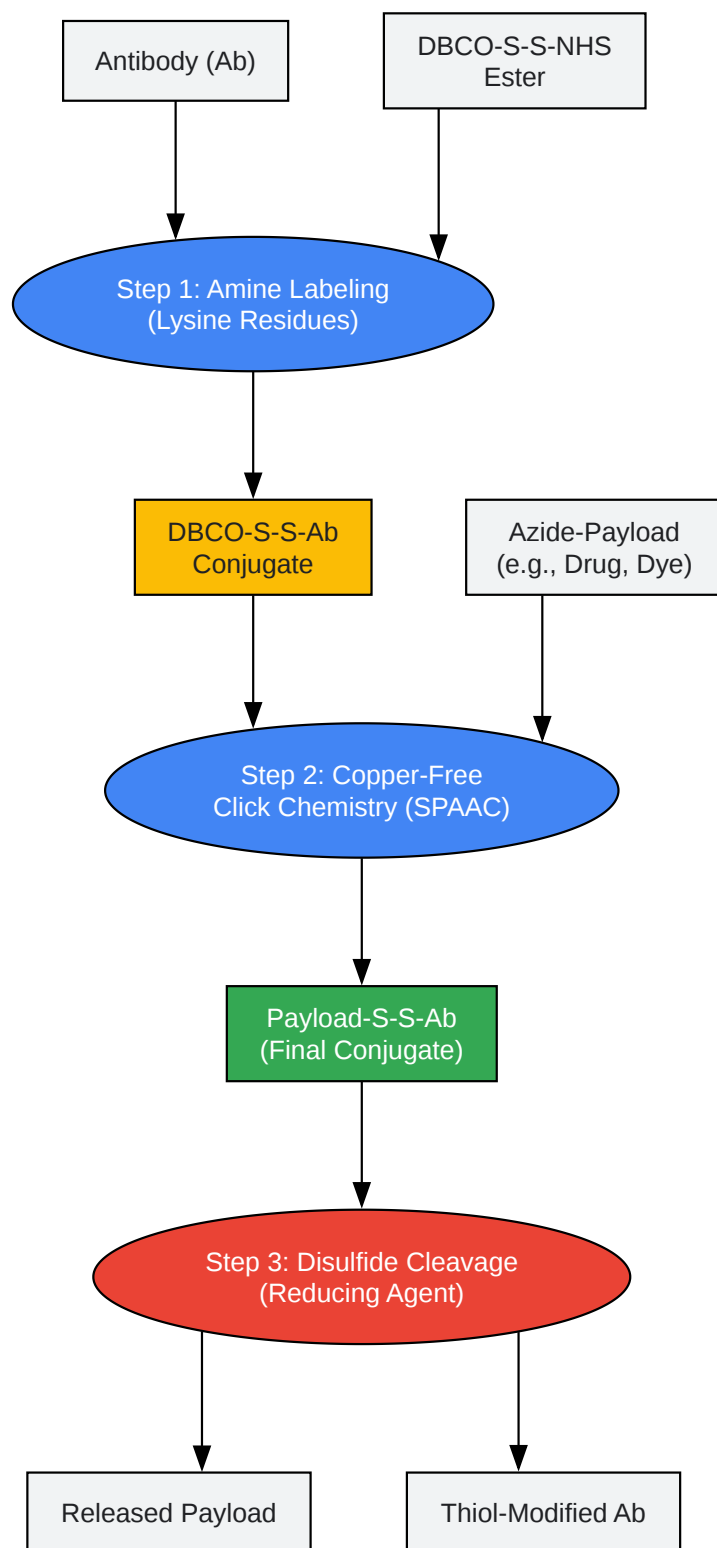 Antibody (Ab)
DBCO-S-S-NHS
Ester
Step 1: Amine Labeling
(Lysine Residues)
DBCO-S-S-Ab
Conjugate
Azide-Payload
(e.g., Drug, Dye)
Step 2: Copper-Free
Click Chemistry (SPAAC)
Payload-S-S-Ab
(Final Conjugate)
Step 3: Disulfide Cleavage
(Reducing Agent)
Released Payload
Thiol-Modified Ab